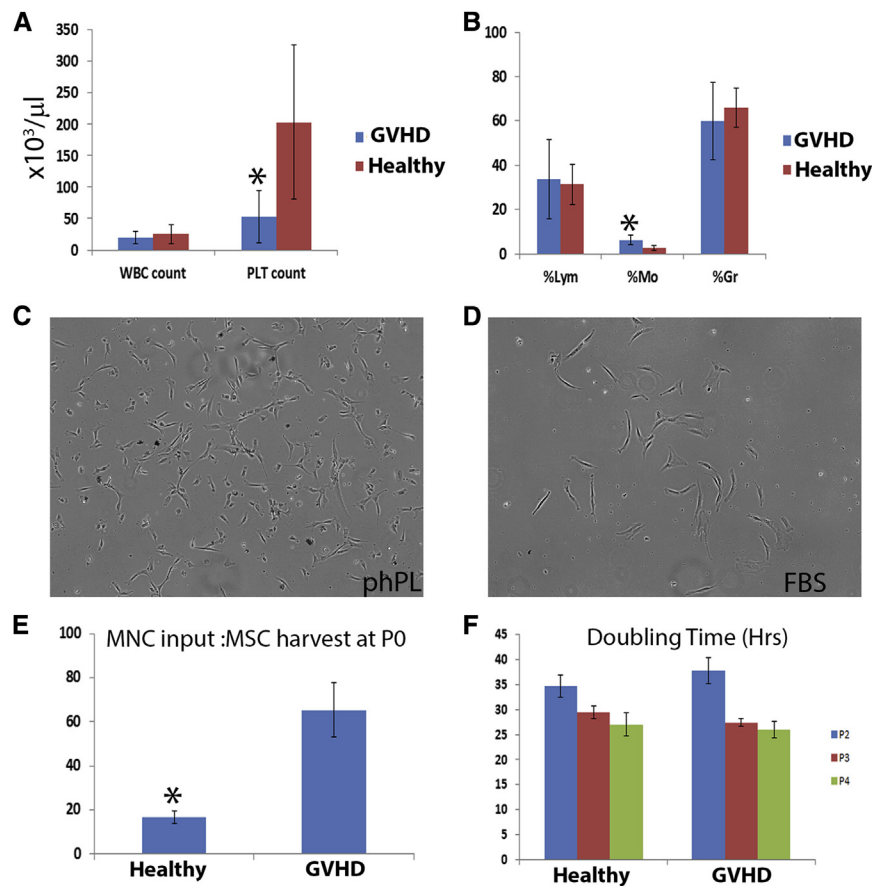 A
350
300
250
200
150
100
50
0
x10³/μl
*
WBC count
PLT count
GVHD
Healthy
B
100
80
60
40
20
0
*
%Lym
%Mo
%Gr
GVHD
Healthy
C
phPL
D
FBS
E
MNC input :MSC harvest at P0
100
80
60
40
20
0
*
Healthy
GVHD
F
Doubling Time (Hrs)
45
40
35
30
25
20
15
10
5
0
Healthy
GVHD
P2
P3
P4